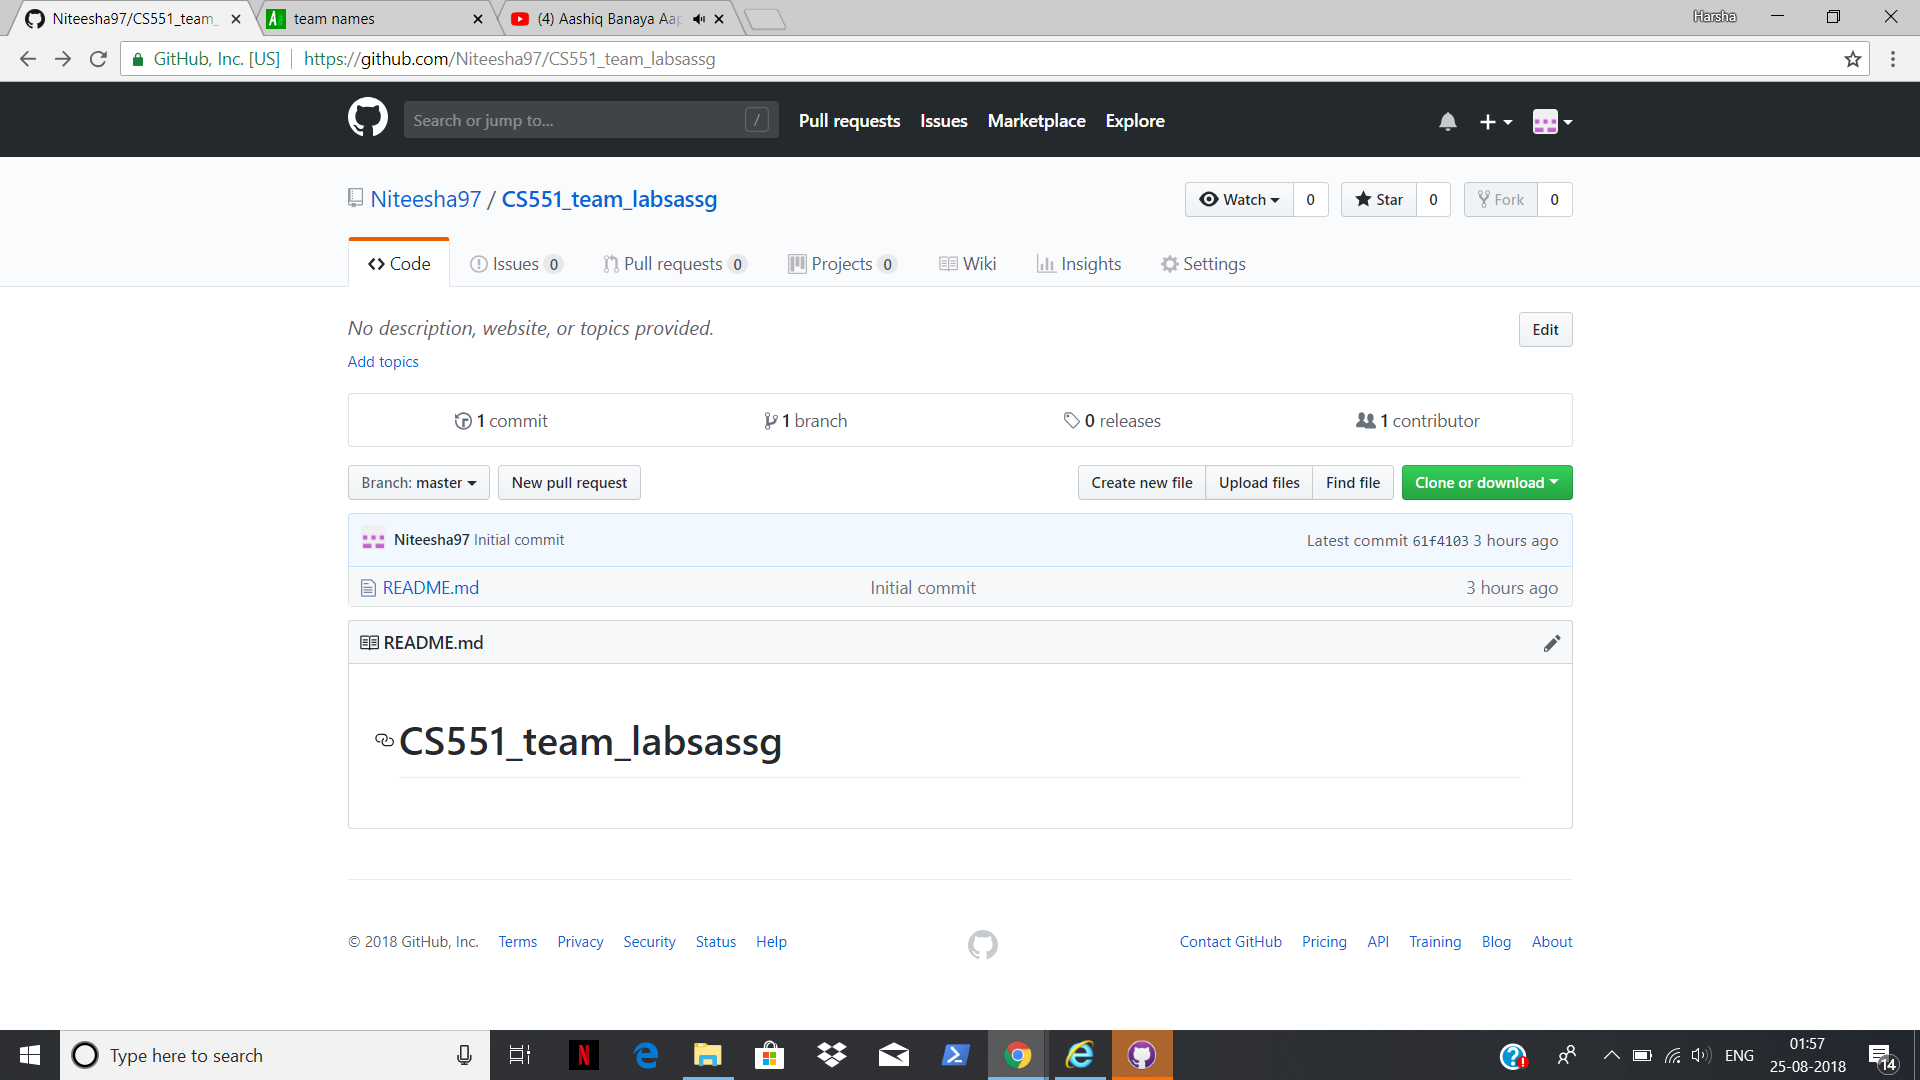 Niteesha97/CS551_team_
team names
(4) Aashiq Banaya Aap
Harsha
GitHub, Inc. [US] https://github.com/Niteesha97/CS551_team_labsassg
Search or jump to... /
Pull requests Issues Marketplace Explore
Niteesha97 / CS551_team_labsassg
Watch 0 Star 0 Fork 0
Code Issues 0 Pull requests 0 Projects 0 Wiki Insights Settings
No description, website, or topics provided.
Edit
Add topics
1 commit 1 branch 0 releases 1 contributor
Branch: master New pull request Create new file Upload files Find file Clone or download
Niteesha97 Initial commit Latest commit 61f4103 3 hours ago
README.md Initial commit 3 hours ago
README.md
CS551_team_labsassg
© 2018 GitHub, Inc. Terms Privacy Security Status Help Contact GitHub Pricing API Training Blog About
Type here to search
ENG
01:57
25-08-2018
14